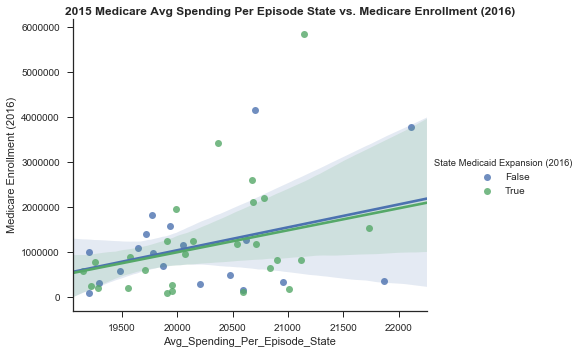 2015 Medicare Avg Spending Per Episode State vs. Medicare Enrollment (2016)
6000000
5000000
4000000
3000000
2000000
1000000
0
Medicare Enrollment (2016)
19500 20000 20500 21000 21500 22000
Avg_Spending_Per_Episode_State
State Medicaid Expansion (2016)
False
True